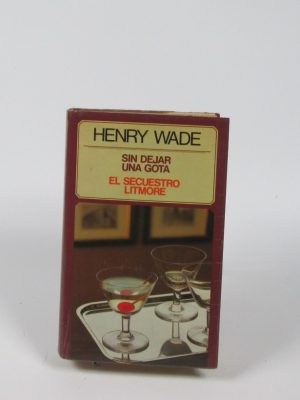 HENRY WADE
SIN DEJAR
UNA GOTA
EL SECUESTRO
LITMORE